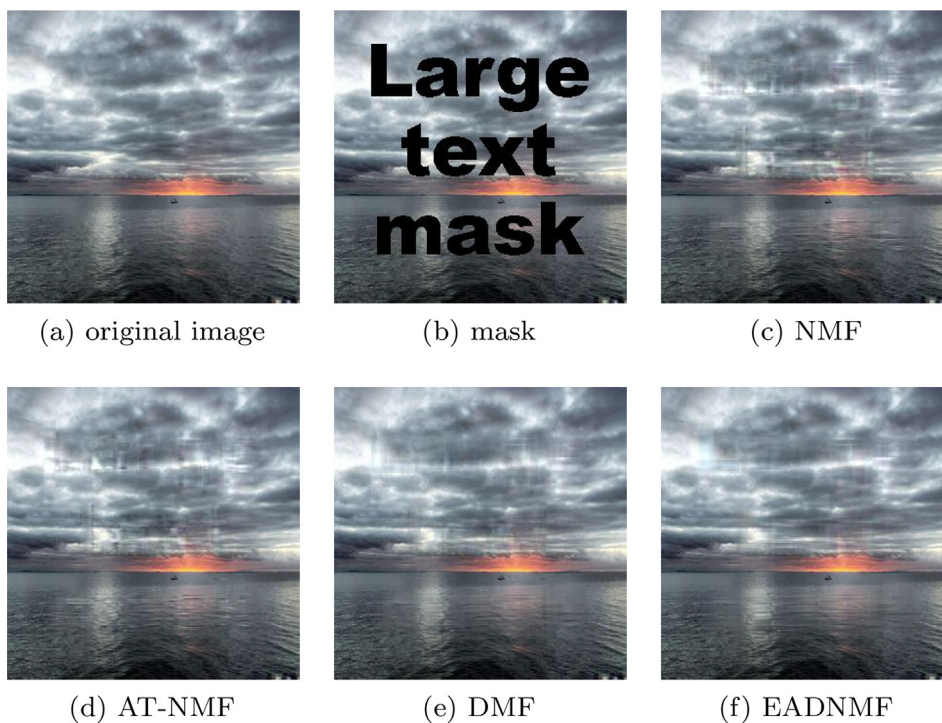 Large
text
mask
(a) original image
(b) mask
(c) NMF
(d) AT-NMF
(e) DMF
(f) EADNMF